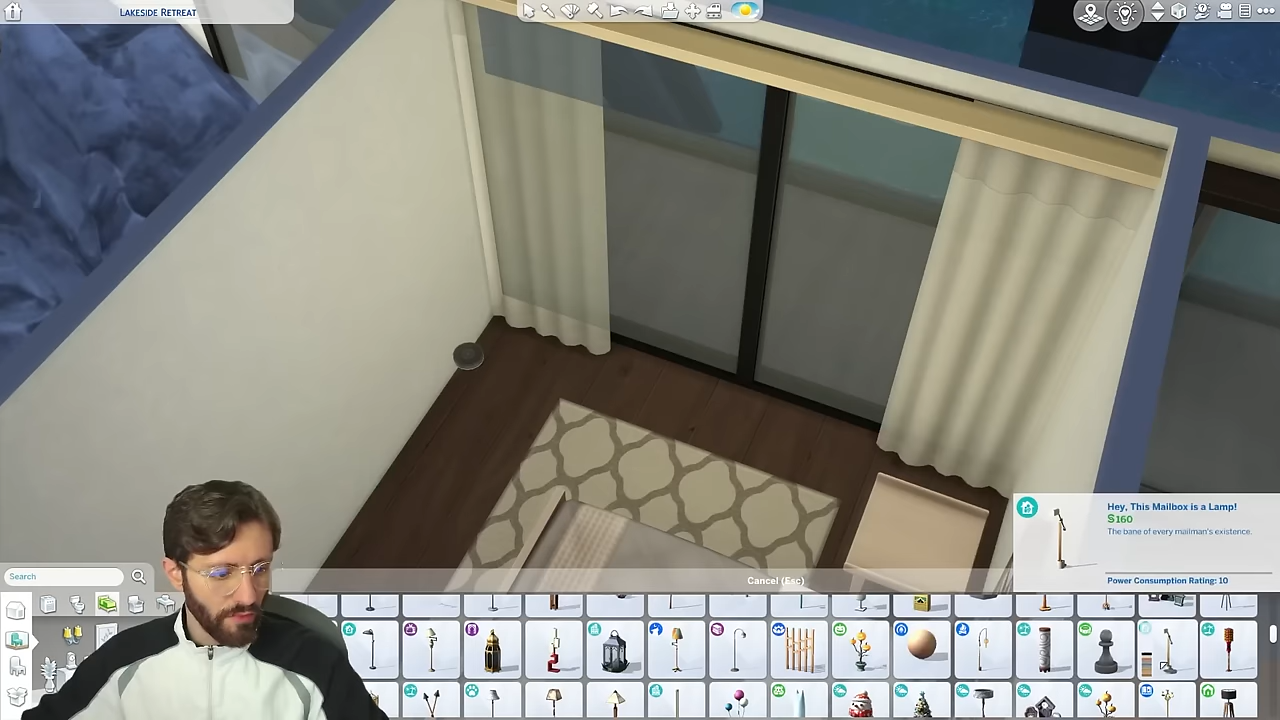 LAKESIDE RETREAT
Hey, This Mailbox is a Lamp!
§160
The bane of every mailman's existence.
Power Consumption Rating: 10
Search
Cancel (Esc)